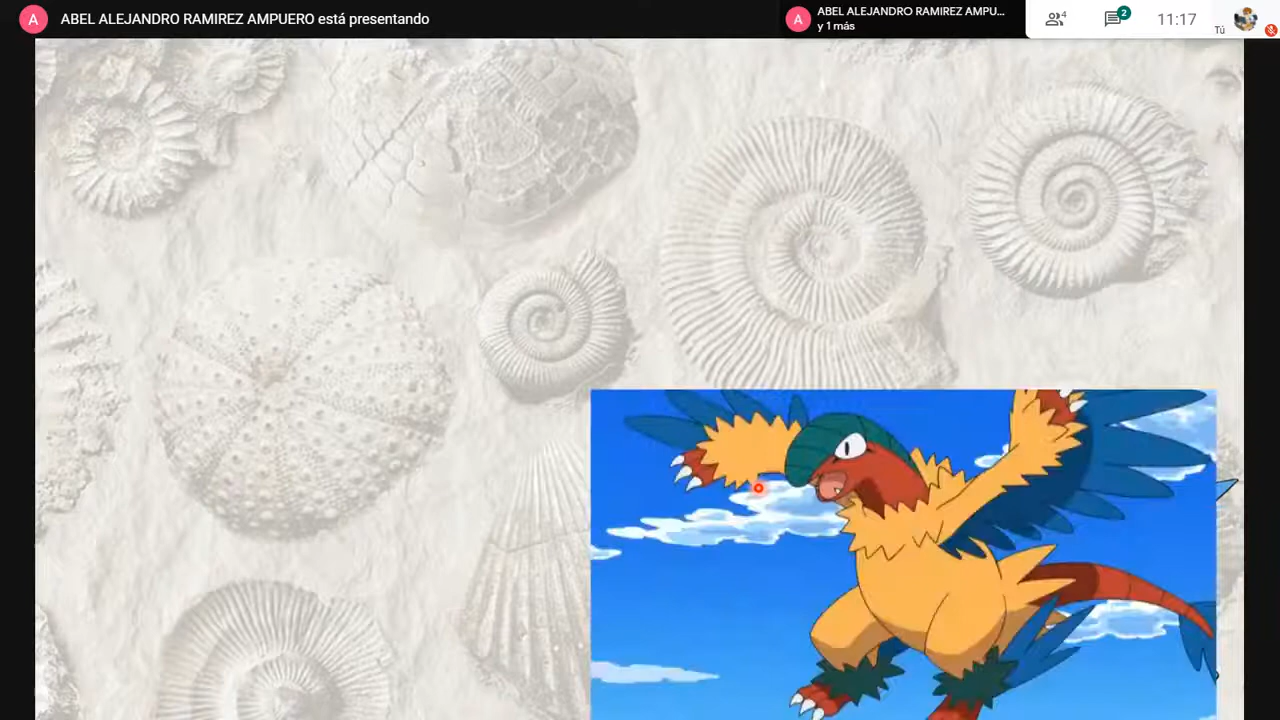 A
ABEL ALEJANDRO RAMIREZ AMPUERO está presentando
A
ABEL ALEJANDRO RAMIREZ AMPU...
y 1 más
4
2
11:17
Tú